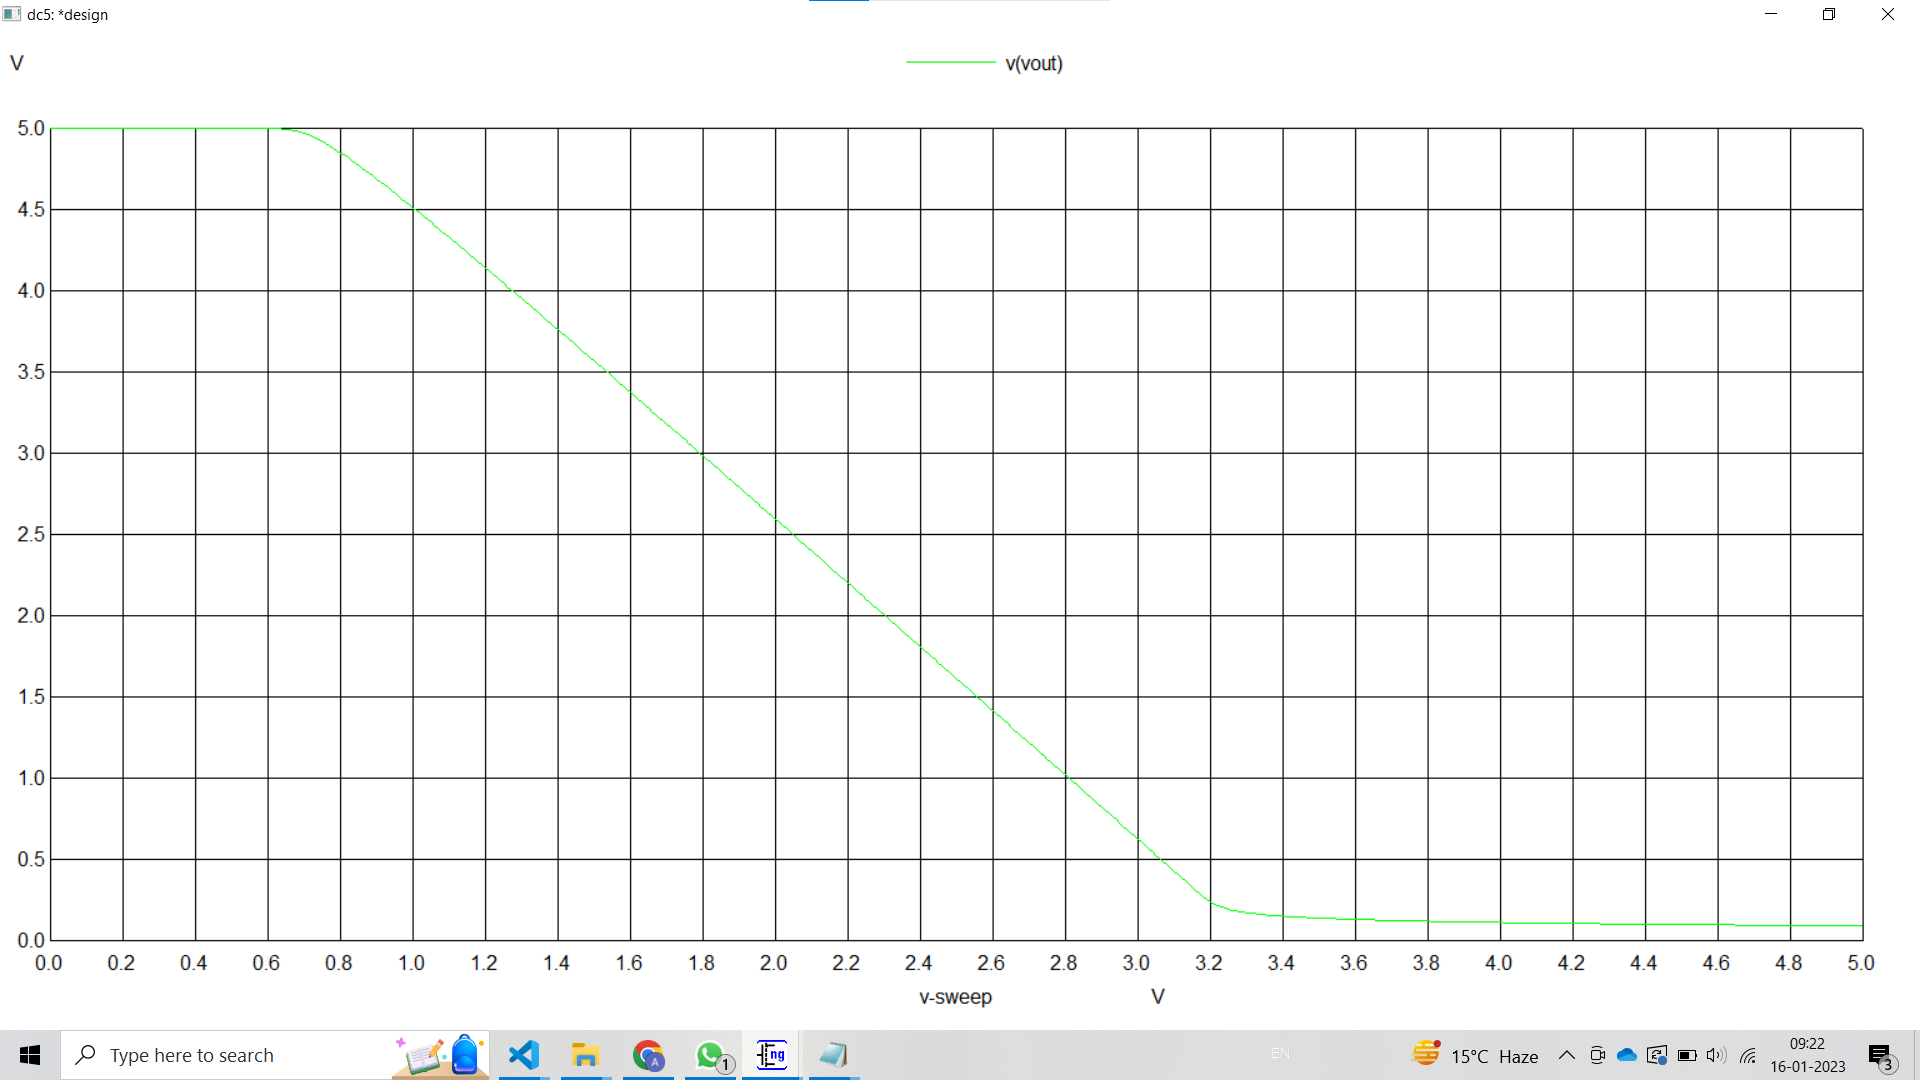 dc5: *design
V
v(vout)
5.0
4.5
4.0
3.5
3.0
2.5
2.0
1.5
1.0
0.5
0.0
0.0 0.2 0.4 0.6 0.8 1.0 1.2 1.4 1.6 1.8 2.0 2.2 2.4 2.6 2.8 3.0 3.2 3.4 3.6 3.8 4.0 4.2 4.4 4.6 4.8 5.0
v-sweep V
Type here to search
A
1
ng
EN
15°C Haze
09:22
16-01-2023
3